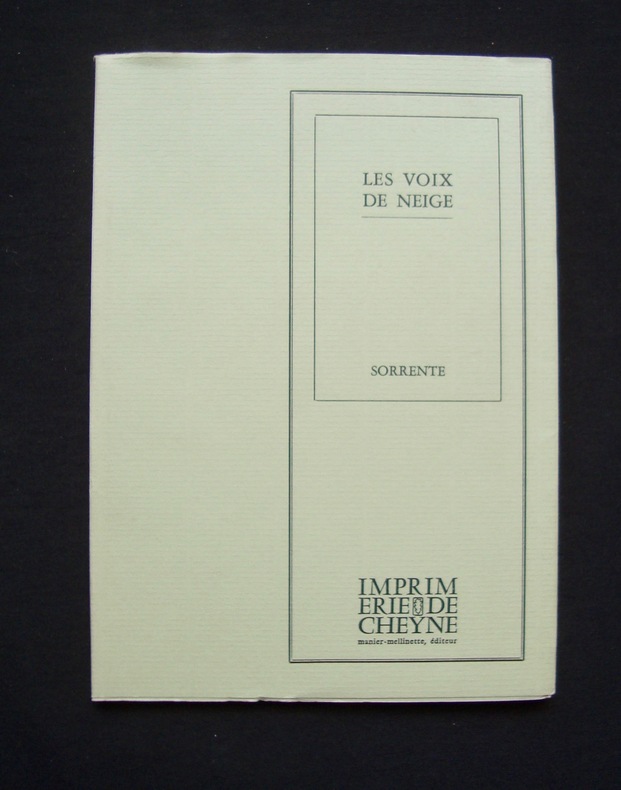 LES VOIX
DE NEIGE
SORRENTE
IMPRIM
ERIE DE
CHEYNE
manier-mellinette, éditeur